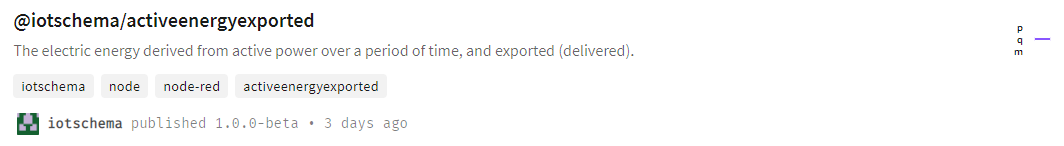 @iotschema/activeenergyexported
The electric energy derived from active power over a period of time, and exported (delivered).
iotschema node node-red activeenergyexported
iotschema published 1.0.0-beta • 3 days ago
p
q
m